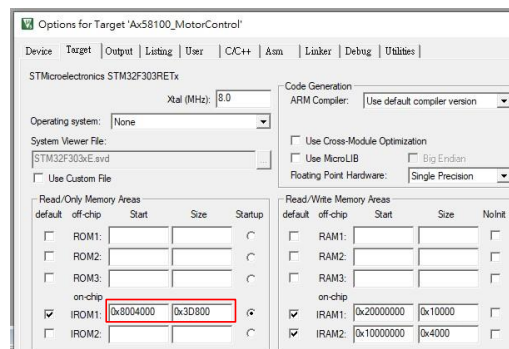 Options for Target 'Ax58100_MotorControl'
Device Target Output Listing User C/C++ Asm Linker Debug Utilities
STMicroelectronics STM32F303RETx
Xtal (MHz): 8.0
Operating system: None
System Viewer File:
STM32F303xE.svd
...
Use Custom File
Code Generation
ARM Compiler: Use default compiler version
Use Cross-Module Optimization
Use MicroLIB Big Endian
Floating Point Hardware: Single Precision
Read/Only Memory Areas
default off-chip Start Size Startup
ROM1:
ROM2:
ROM3:
on-chip
IROM1: 0x8004000 0x3D800
IROM2:
Read/Write Memory Areas
default off-chip Start Size NoInit
RAM1:
RAM2:
RAM3:
on-chip
IRAM1: 0x20000000 0x10000
IRAM2: 0x10000000 0x4000